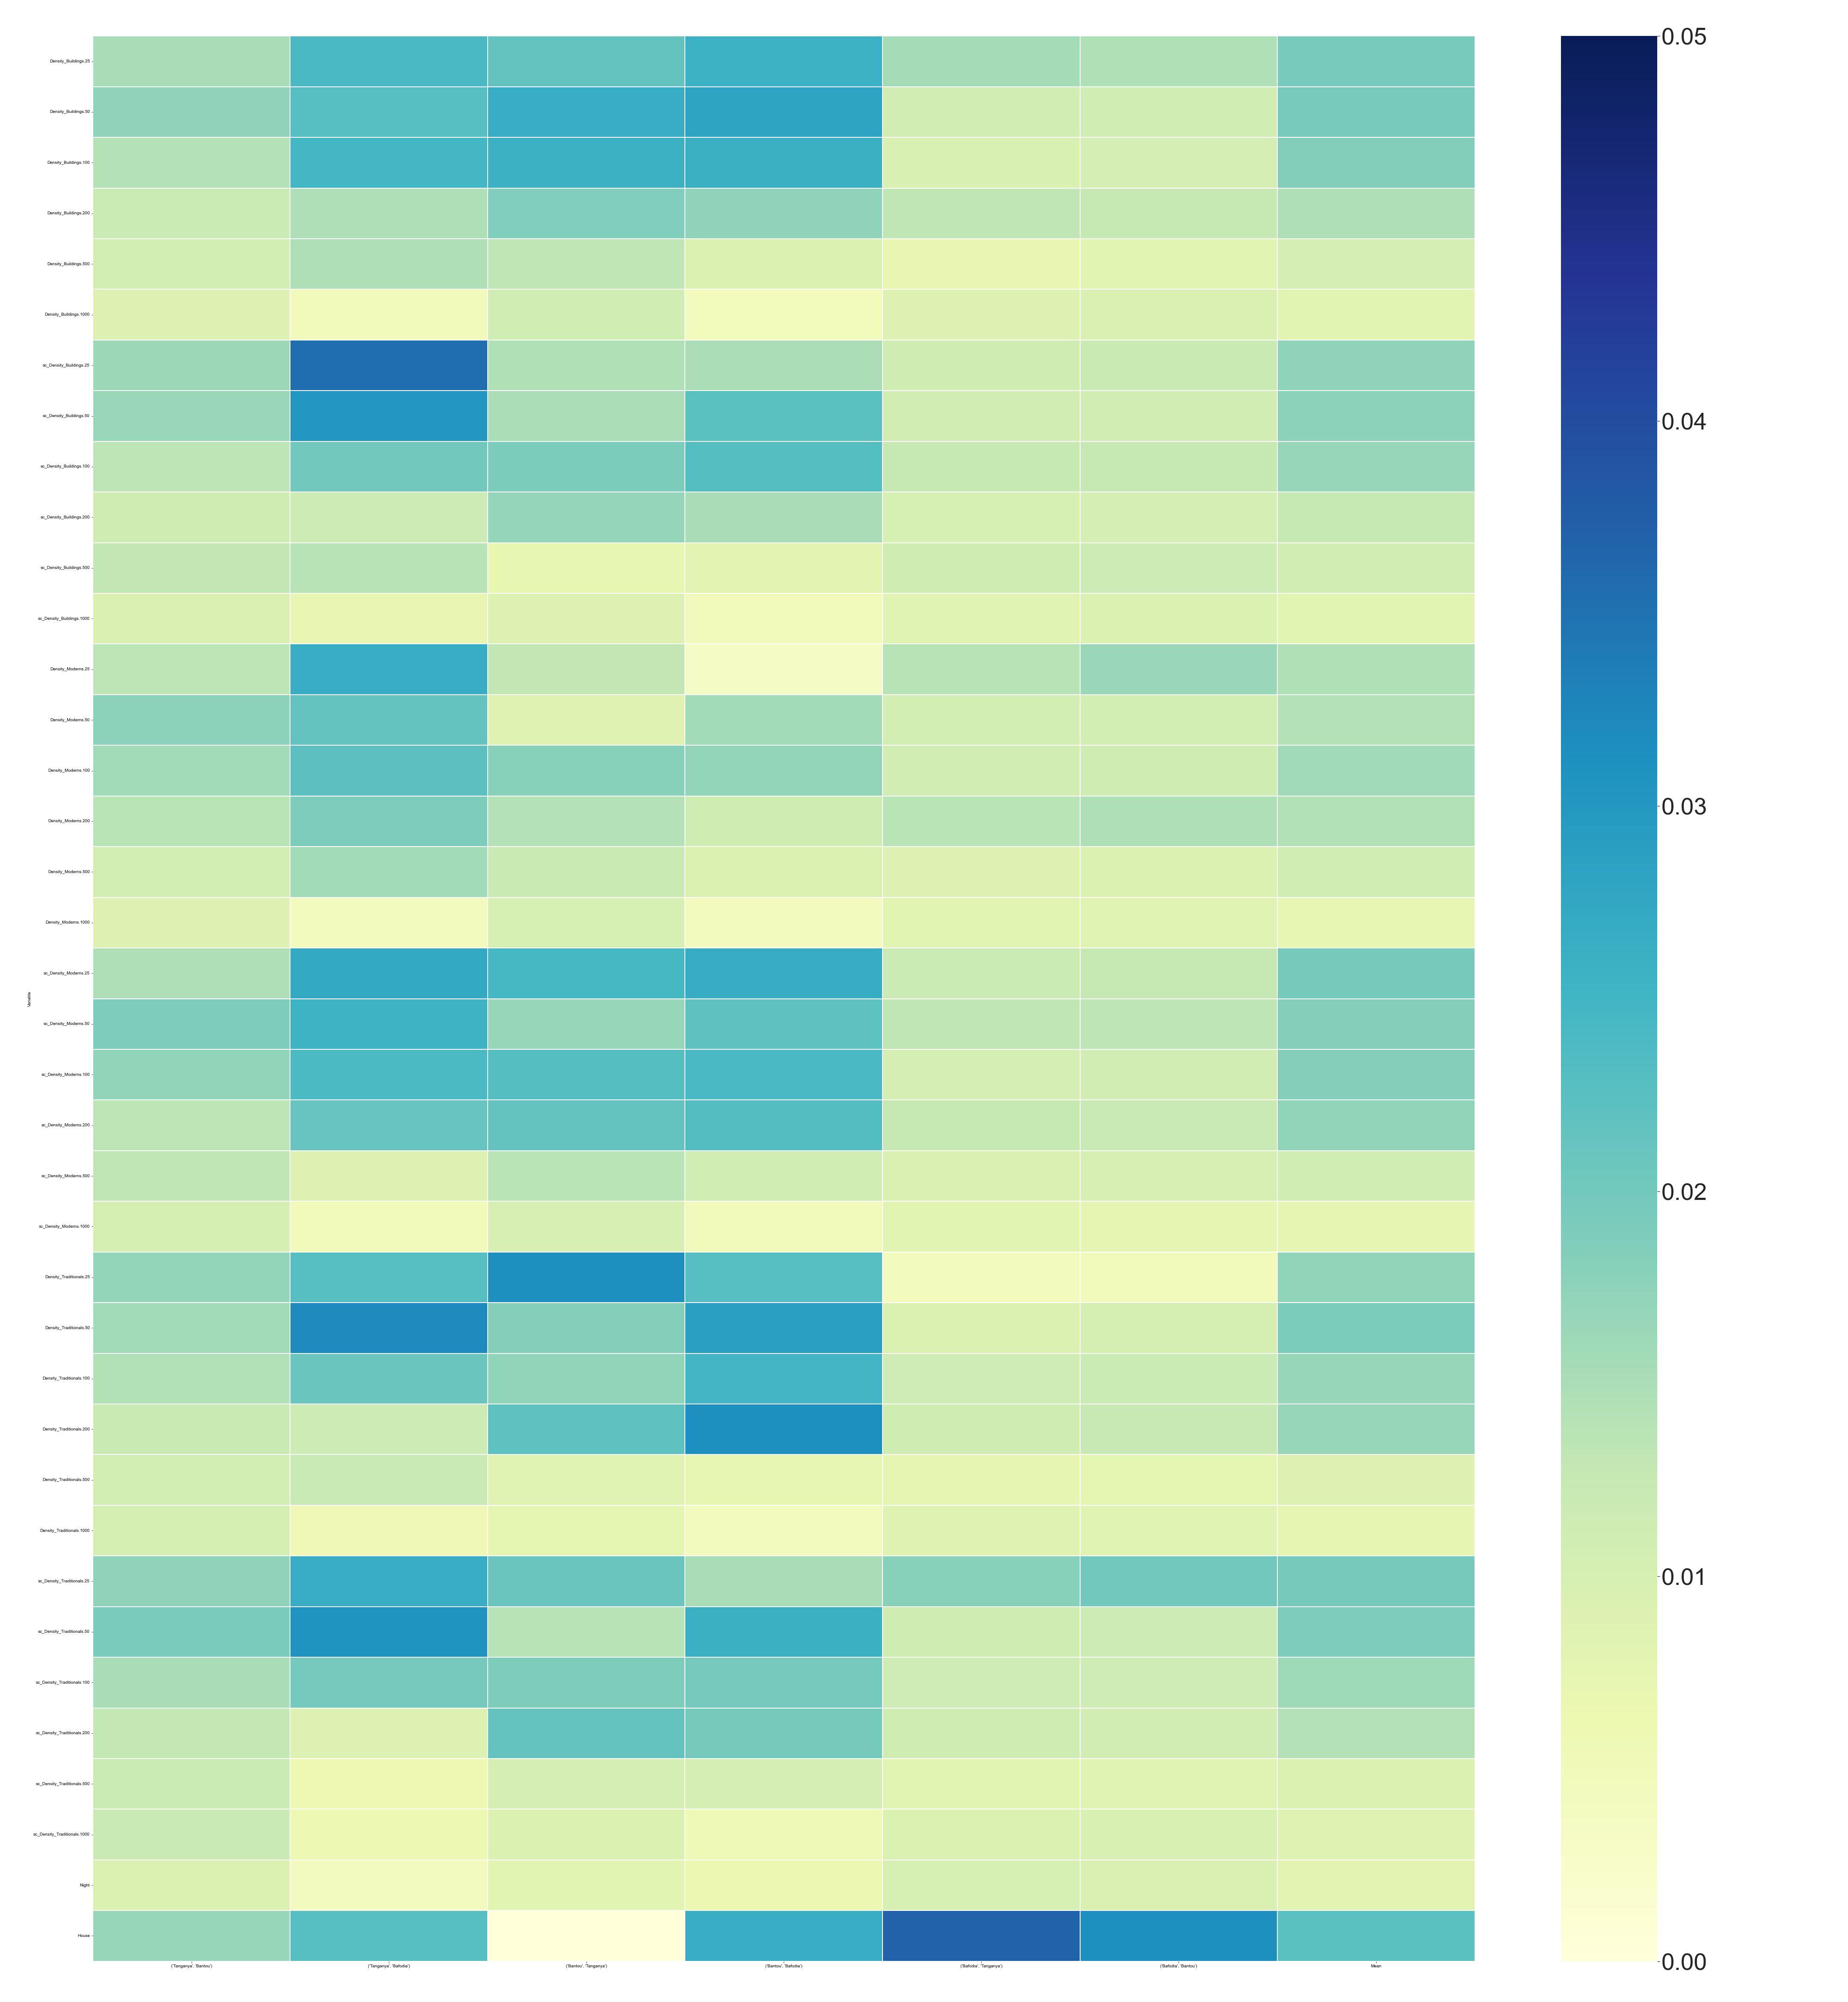 Density_Buildings.25
Density_Buildings.50
Density_Buildings.100
Density_Buildings.200
Density_Buildings.500
Density_Buildings.1000
sc_Density_Buildings.25
sc_Density_Buildings.50
sc_Density_Buildings.100
sc_Density_Buildings.200
sc_Density_Buildings.500
sc_Density_Buildings.1000
Density_Moderns.25
Density_Moderns.50
Density_Moderns.100
Density_Moderns.200
Density_Moderns.500
Density_Moderns.1000
sc_Density_Moderns.25
sc_Density_Moderns.50
sc_Density_Moderns.100
sc_Density_Moderns.200
sc_Density_Moderns.500
sc_Density_Moderns.1000
Density_Traditionals.25
Density_Traditionals.50
Density_Traditionals.100
Density_Traditionals.200
Density_Traditionals.500
Density_Traditionals.1000
sc_Density_Traditionals.25
sc_Density_Traditionals.50
sc_Density_Traditionals.100
sc_Density_Traditionals.200
sc_Density_Traditionals.500
sc_Density_Traditionals.1000
Night
House
Variable
('Tanganya', 'Bantou')
('Tanganya', 'Bafodia')
('Bantou', 'Tanganya')
('Bantou', 'Bafodia')
('Bafodia', 'Tanganya')
('Bafodia', 'Bantou')
Mean
0.05
0.04
0.03
0.02
0.01
0.00